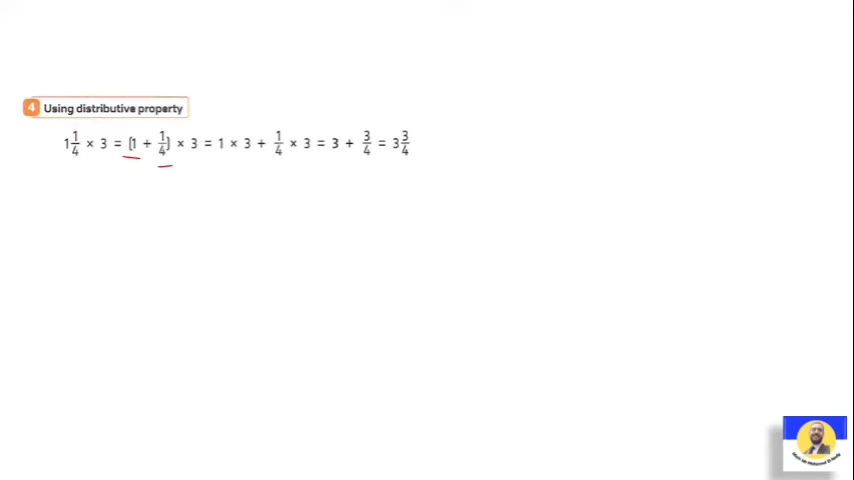 4 Using distributive property
1 1/4 × 3 = (1 + 1/4) × 3 = 1 × 3 + 1/4 × 3 = 3 + 3/4 = 3 3/4